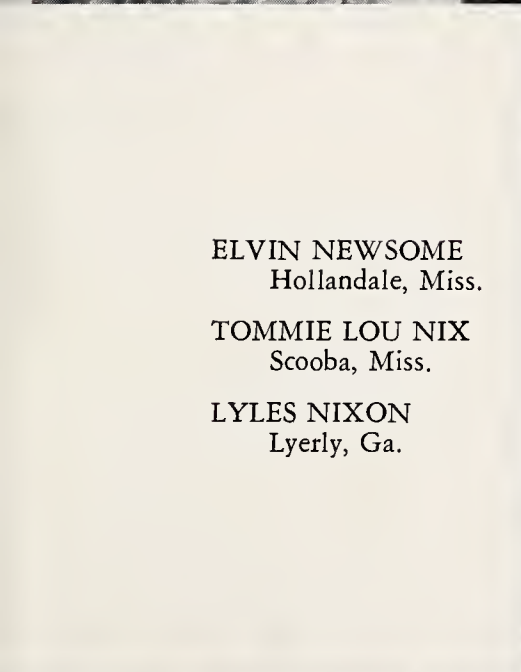 ELVIN NEWSOME
Hollandale, Miss.
TOMMIE LOU NIX
Scooba, Miss.
LYLES NIXON
Lyerly, Ga.